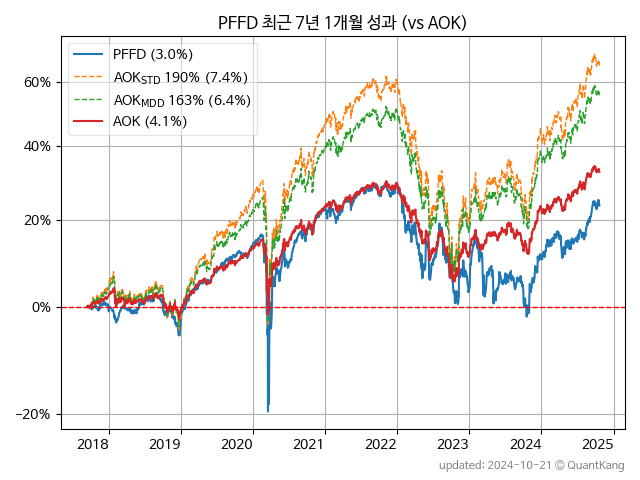 PFFD 최근 7년 1개월 성과 (vs AOK)
PFFD (3.0%)
AOK_STD 190% (7.4%)
AOK_MDD 163% (6.4%)
AOK (4.1%)
60%
40%
20%
0%
−20%
2018 2019 2020 2021 2022 2023 2024 2025
updated: 2024-10-21 © QuantKang